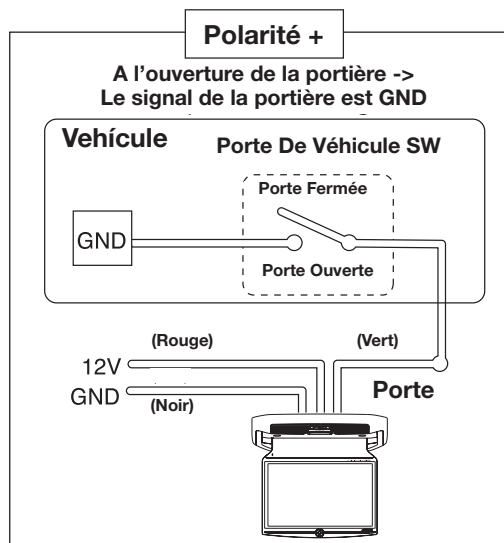 Polarité +
A l'ouverture de la portière ->
Le signal de la portière est GND
Vehícule
Porte De Véhicule SW
Porte Fermée
GND
Porte Ouverte
(Rouge)
(Vert)
12V
Porte
GND
(Noir)